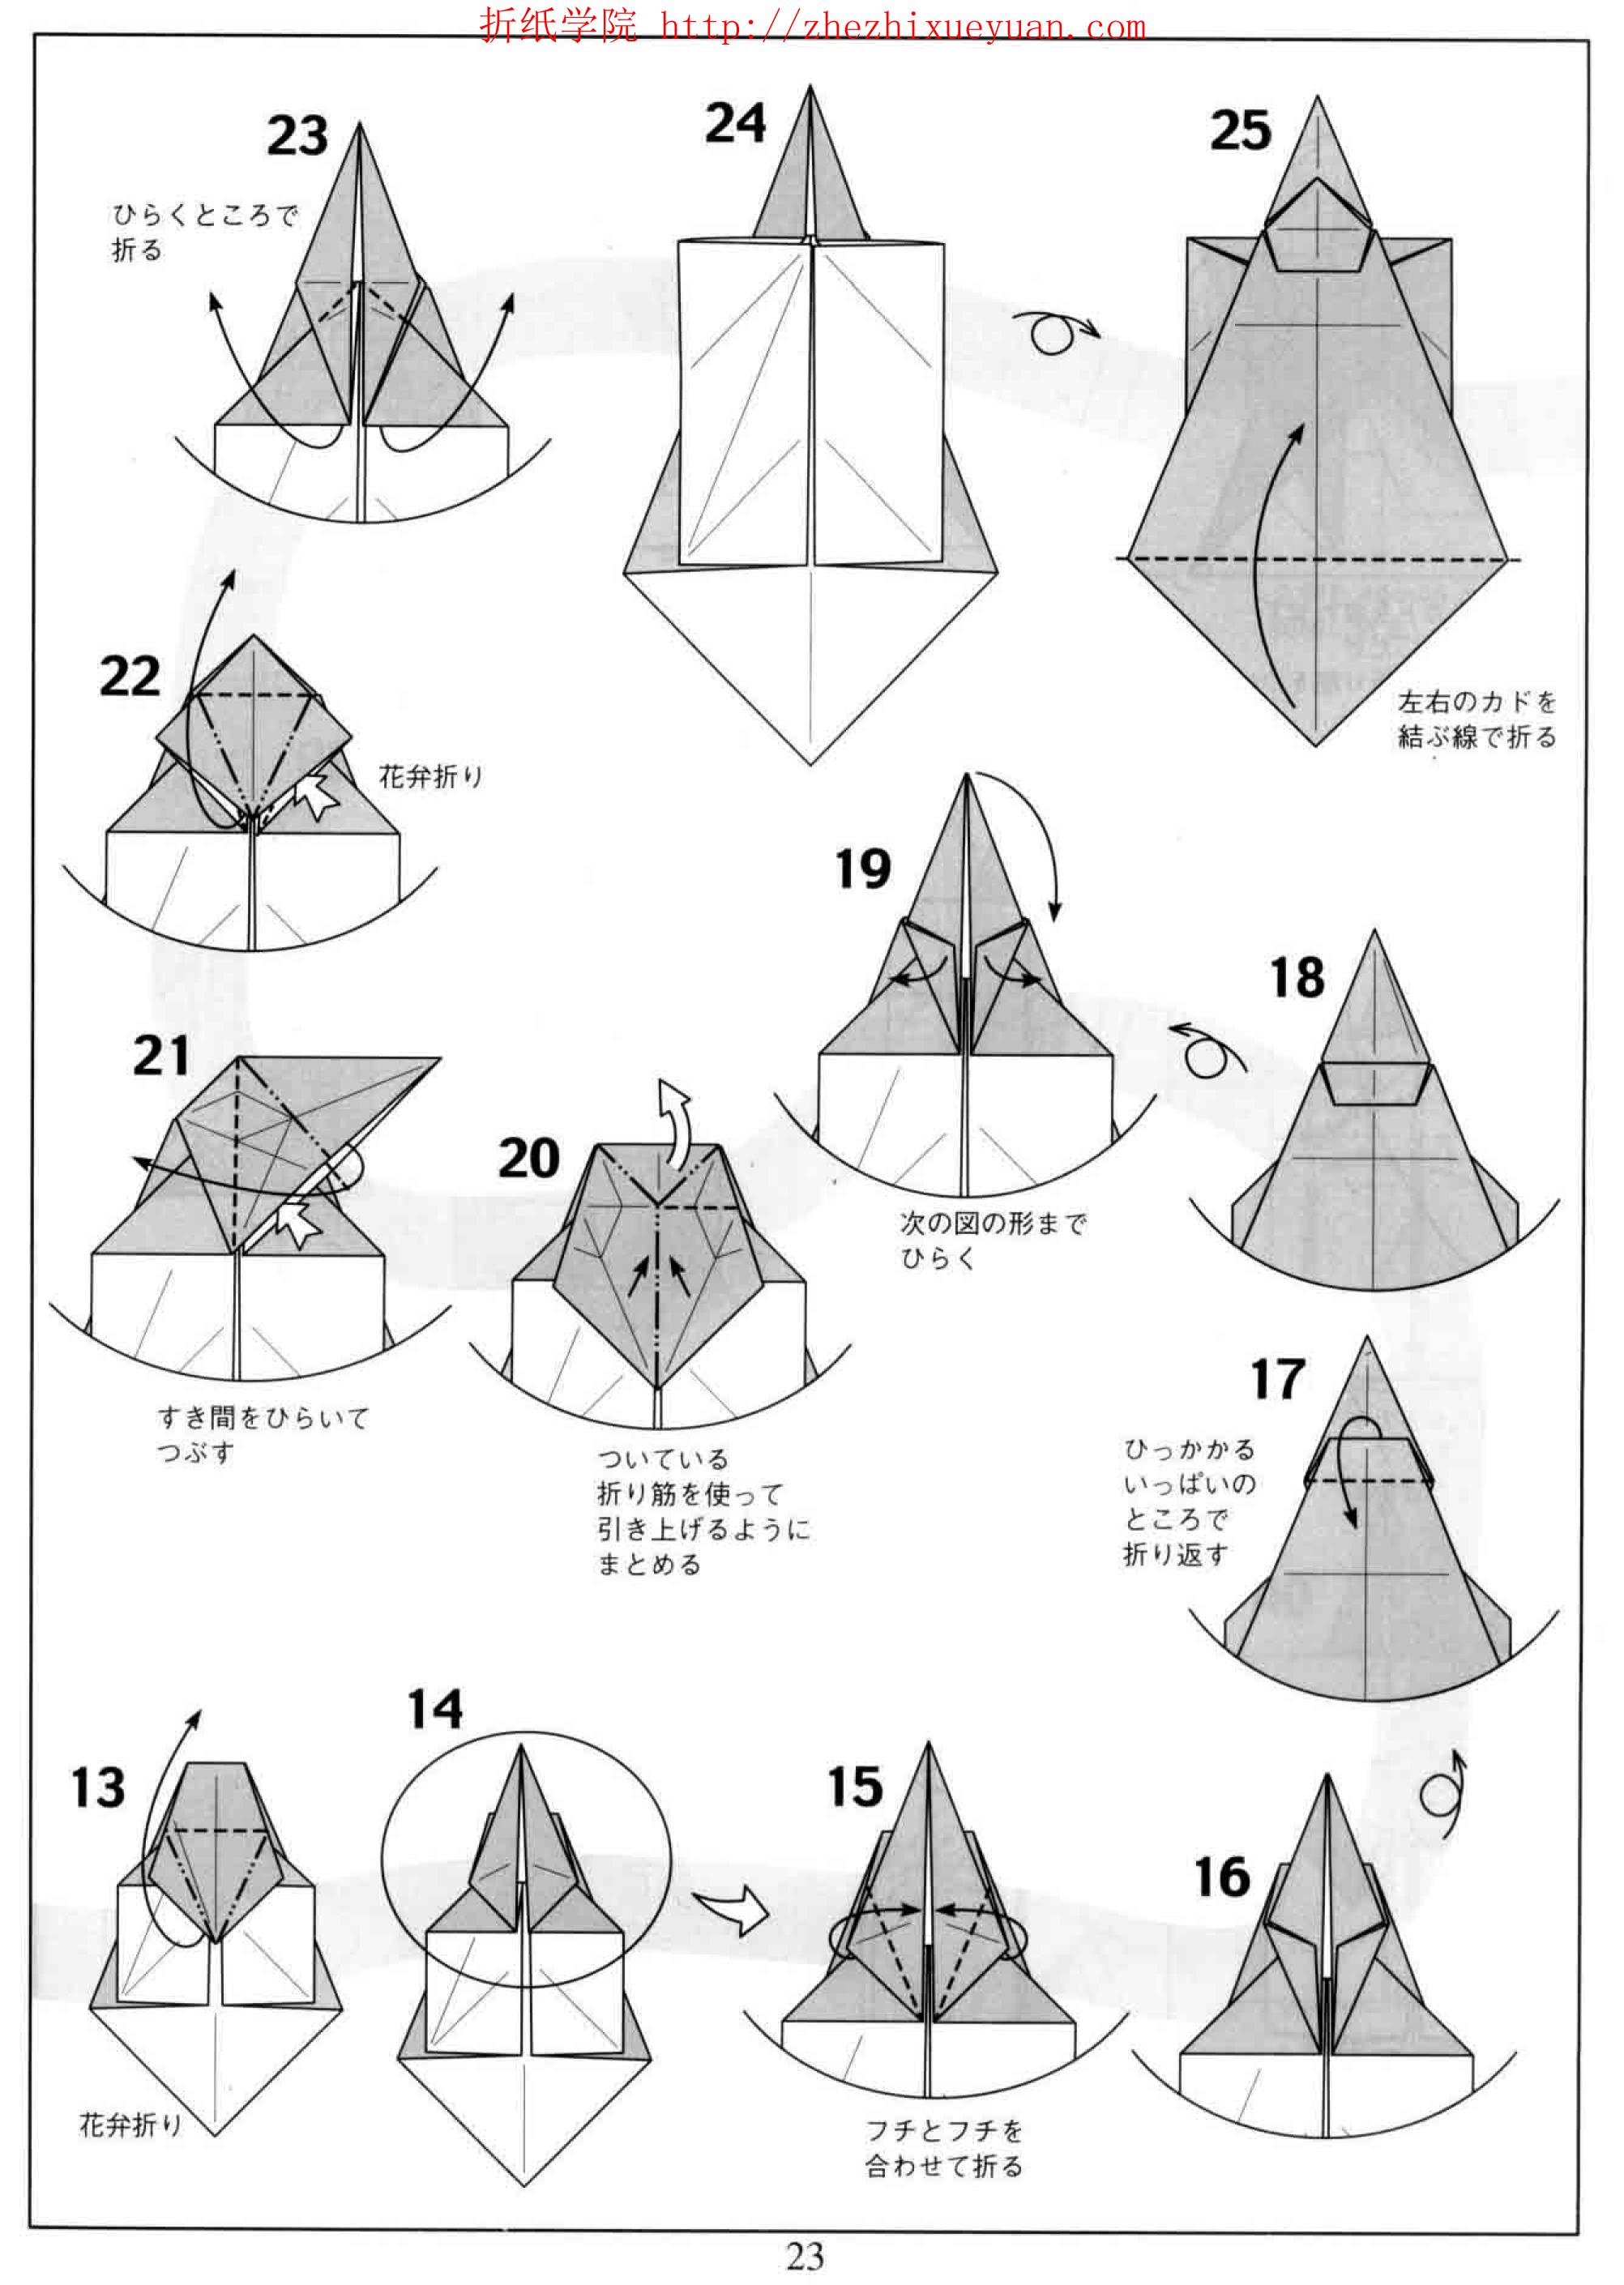 折纸学院 http://zhezhixueyuan.com
13
花弁折り
14
15
フチとフチを
合わせて折る
16
17
ひっかかる
いっぱいの
ところで
折り返す
18
19
次の図の形まで
ひらく
20
ついている
折り筋を使って
引き上げるように
まとめる
21
すき間をひらいて
つぶす
22
花弁折り
23
ひらくところで
折る
24
25
左右のカドを
結ぶ線で折る
23